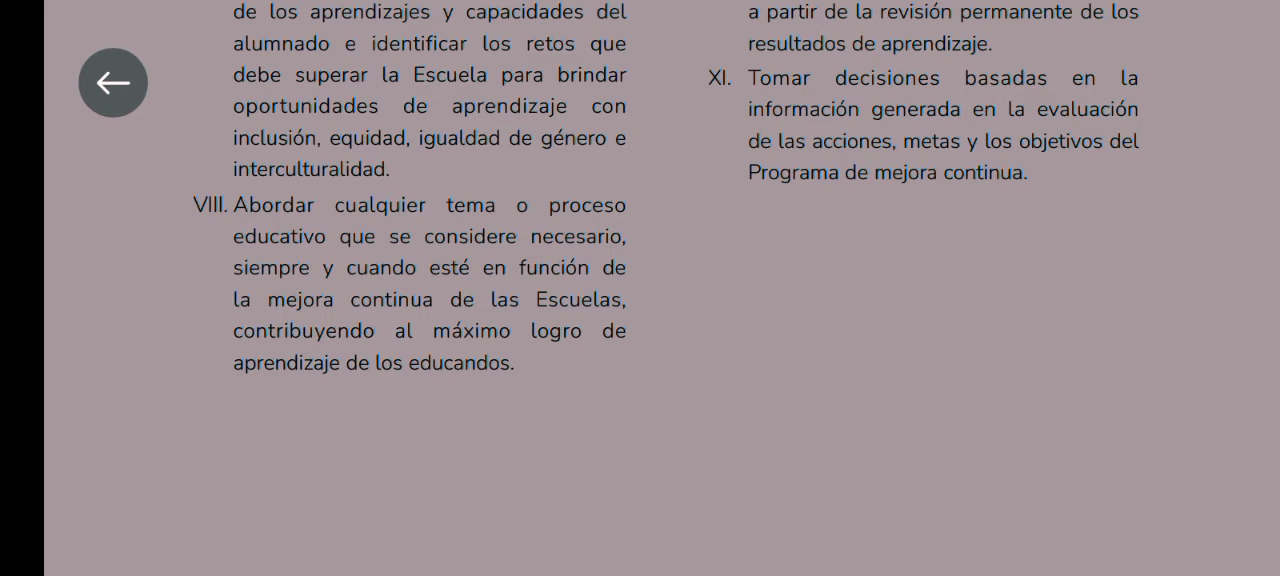 de los aprendizajes y capacidades del
alumnado e identificar los retos que
debe superar la Escuela para brindar
oportunidades de aprendizaje con
inclusión, equidad, igualdad de género e
interculturalidad.
VIII. Abordar cualquier tema o proceso
educativo que se considere necesario,
siempre y cuando esté en función de
la mejora continua de las Escuelas,
contribuyendo al máximo logro de
aprendizaje de los educandos.
a partir de la revisión permanente de los
resultados de aprendizaje.
XI. Tomar decisiones basadas en la
información generada en la evaluación
de las acciones, metas y los objetivos del
Programa de mejora continua.